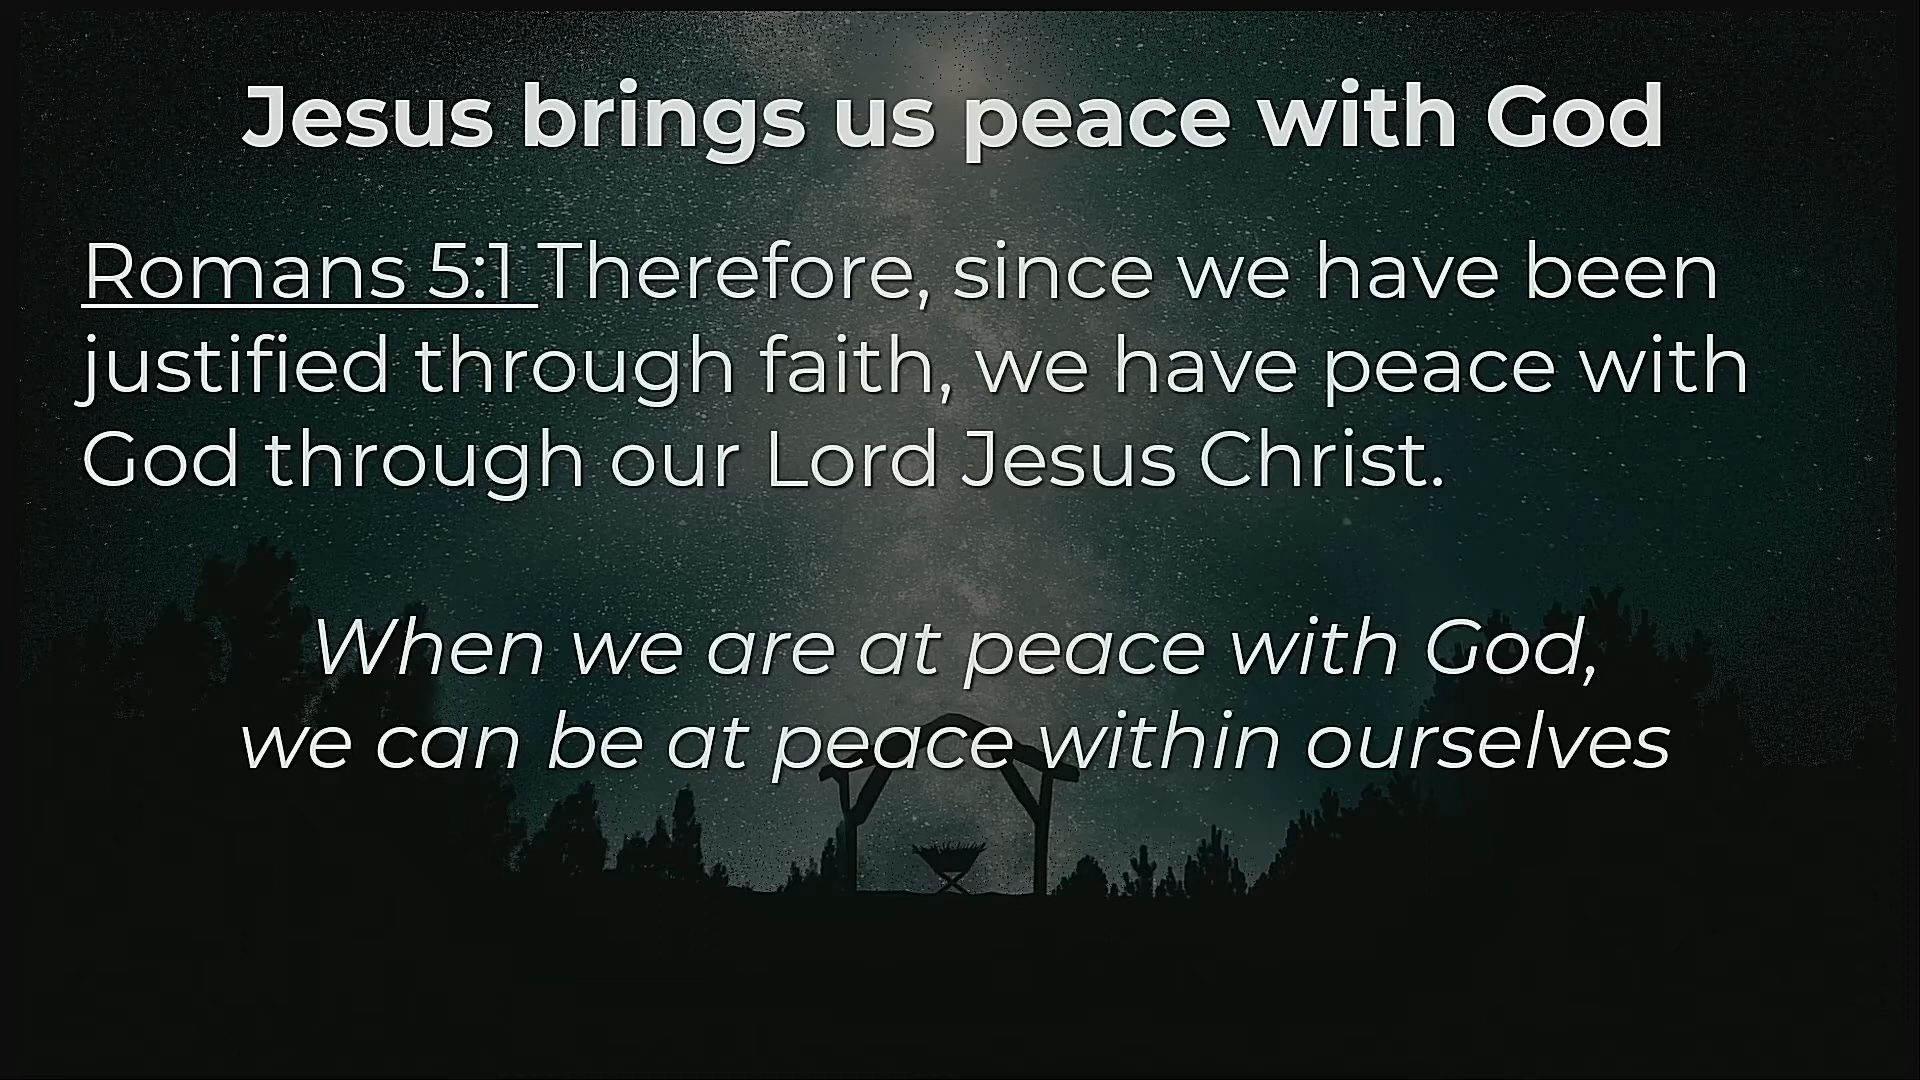 Jesus brings us peace with God
Romans 5:1 Therefore, since we have been
justified through faith, we have peace with
God through our Lord Jesus Christ.
When we are at peace with God,
we can be at peace within ourselves